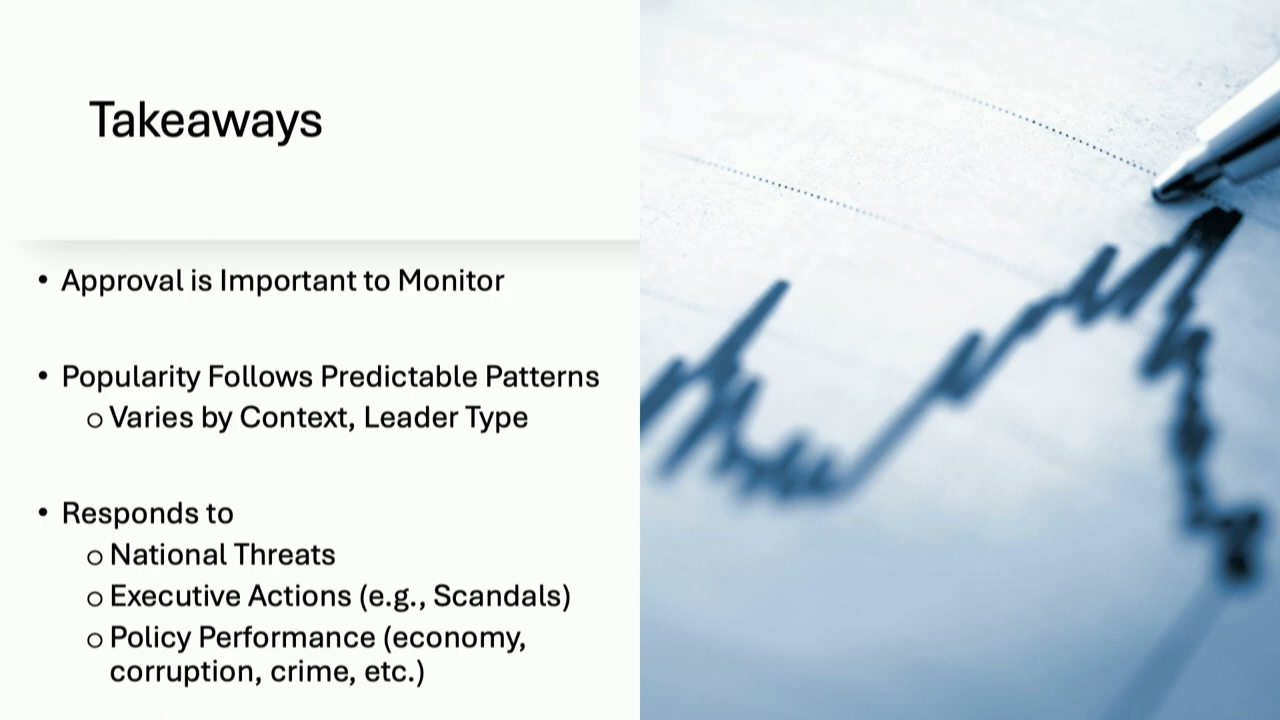 Takeaways
• Approval is Important to Monitor
• Popularity Follows Predictable Patterns
o Varies by Context, Leader Type
• Responds to
o National Threats
o Executive Actions (e.g., Scandals)
o Policy Performance (economy,
corruption, crime, etc.)